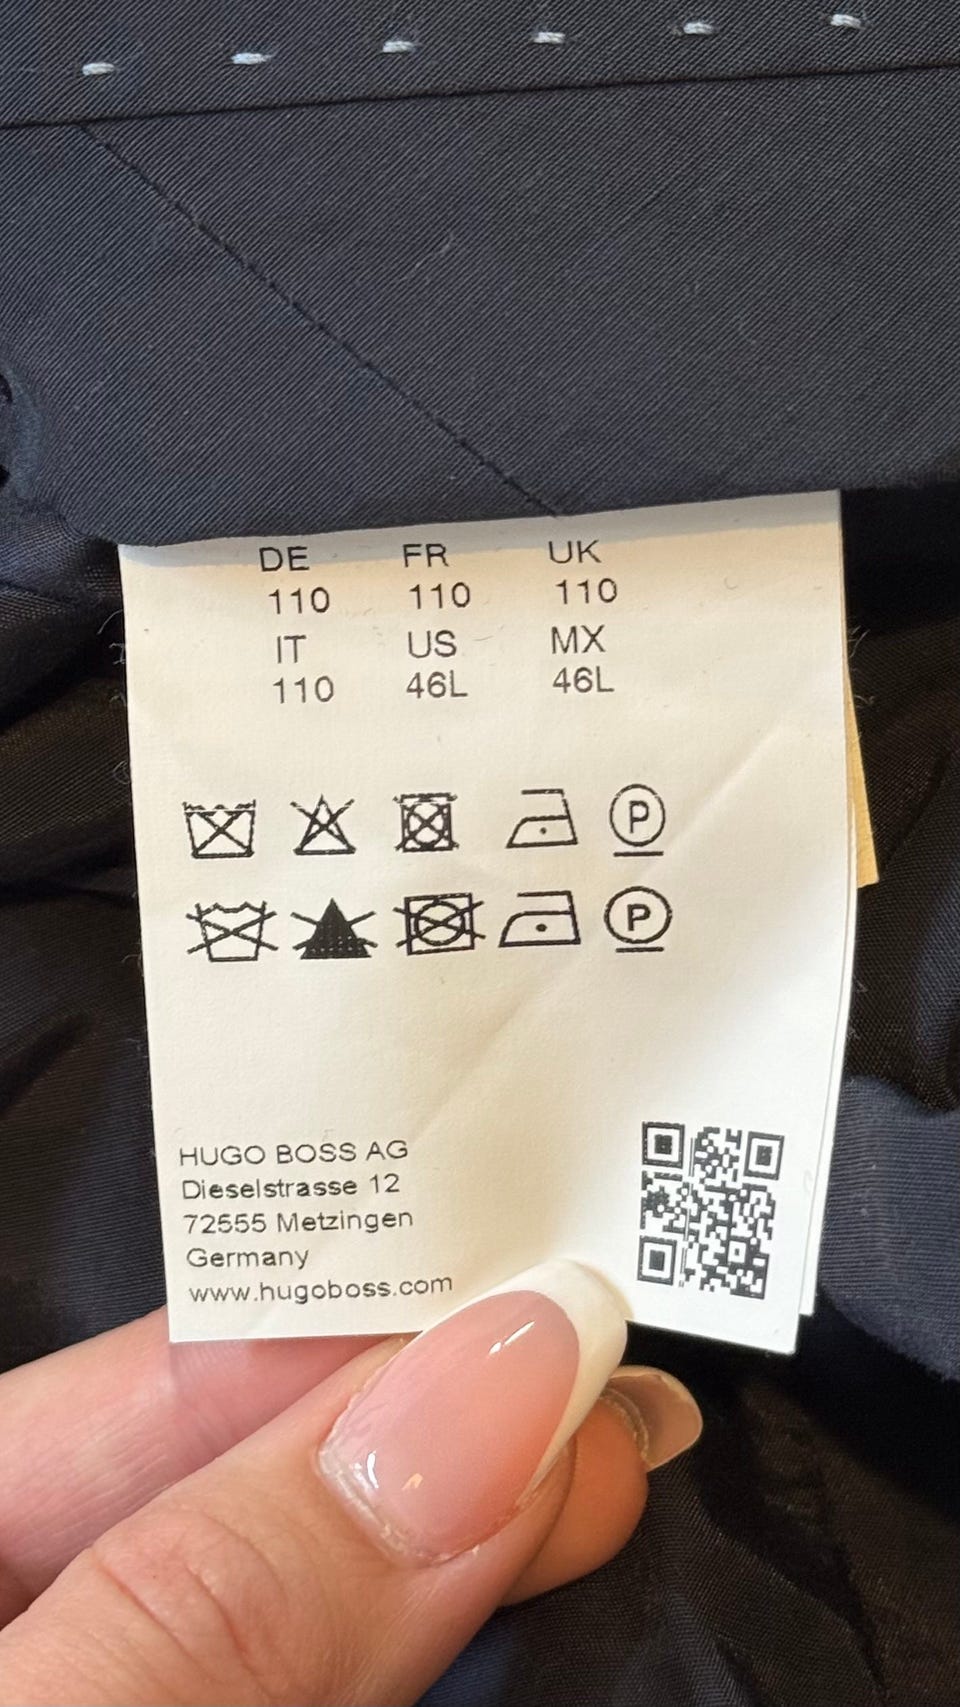 DE FR UK
110 110 110
IT US MX
110 46L 46L
P
P
HUGO BOSS AG
Dieselstrasse 12
72555 Metzingen
Germany
www.hugoboss.com